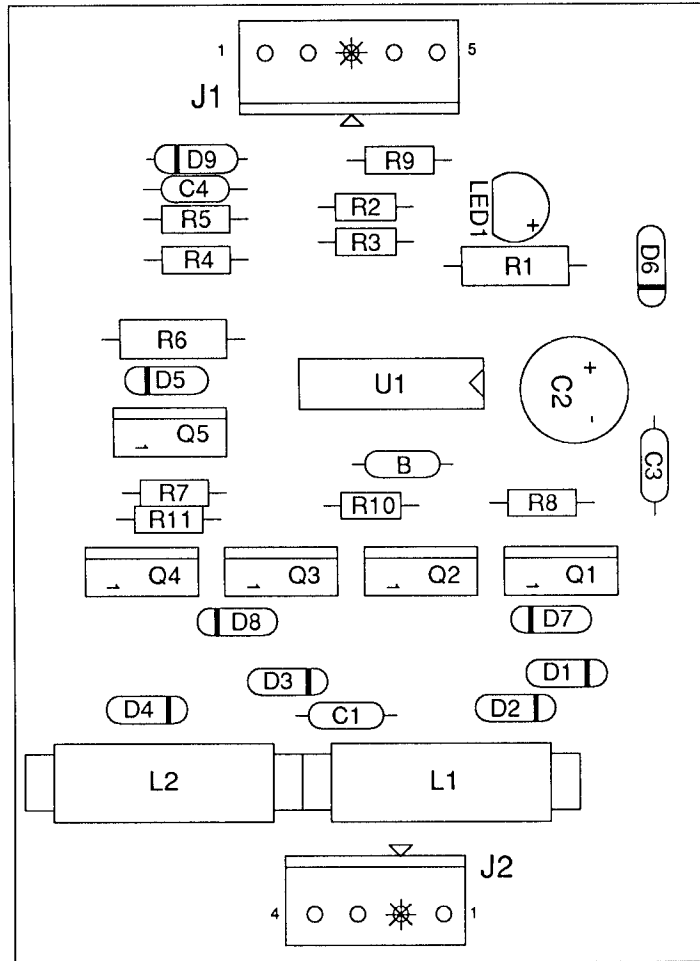 1 5
J1
D9 R9
C4
R2 LED1 +
R5
R3
R4 R1 D6
R6
D5 U1 C2 + -
Q5
B C3
R7
R10 R8
R11
Q4 Q3 Q2 Q1
D8 D7
D3 D1
D4 C1 D2
L2 L1
J2
4 1